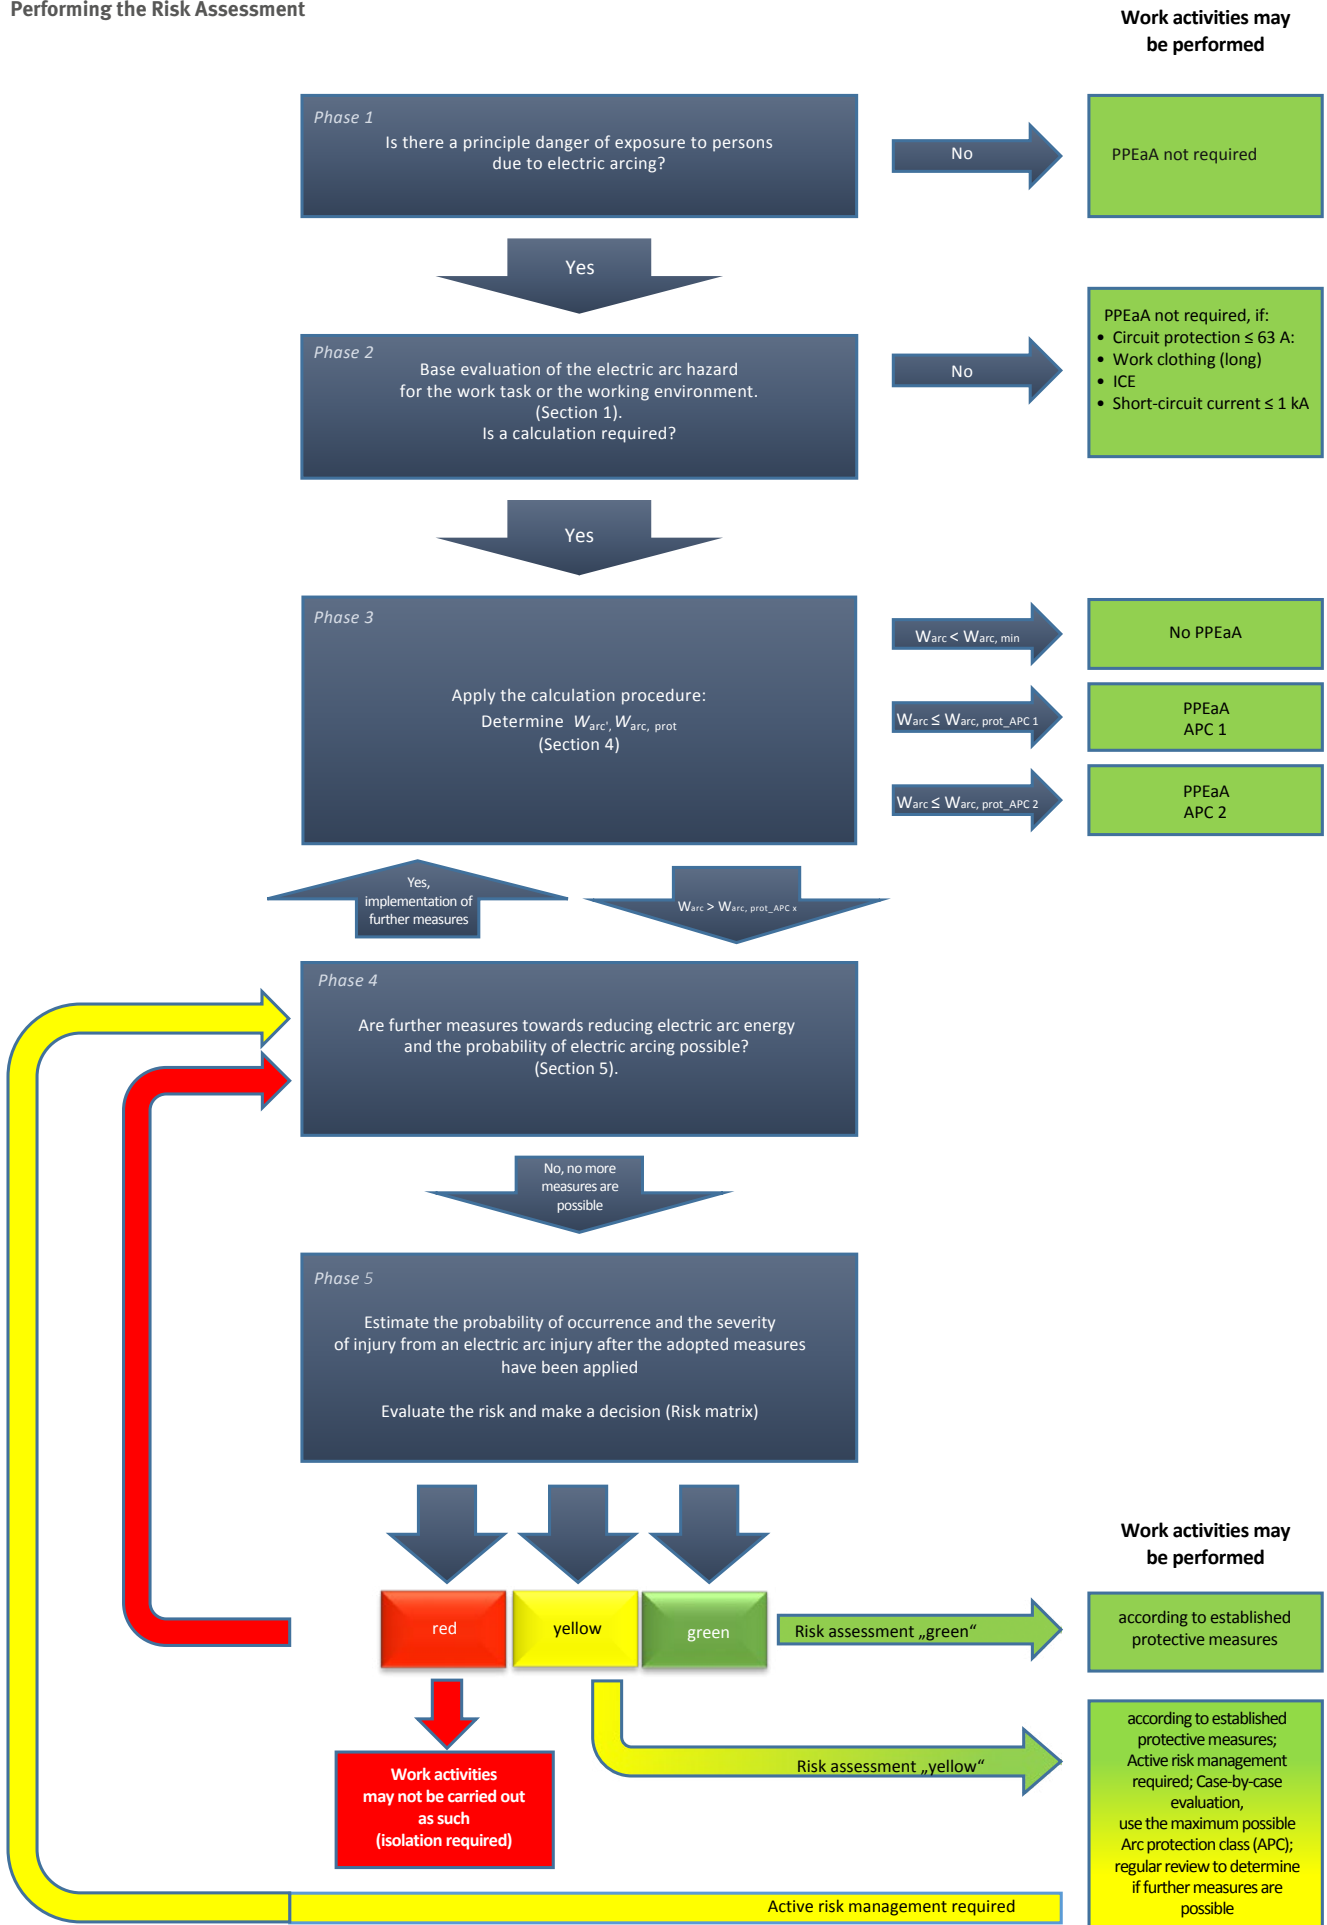 Performing the Risk Assessment
Work activities may
be performed
Phase 1
Is there a principle danger of exposure to persons
due to electric arcing?
No
PPEaA not required
Yes
Phase 2
Base evaluation of the electric arc hazard
for the work task or the working environment.
(Section 1).
Is a calculation required?
No
PPEaA not required, if:
• Circuit protection ≤ 63 A:
• Work clothing (long)
• ICE
• Short-circuit current ≤ 1 kA
Yes
Phase 3
Apply the calculation procedure:
Determine Warc', Warc, prot
(Section 4)
Warc < Warc, min
No PPEaA
Warc ≤ Warc, prot_APC 1
PPEaA
APC 1
Warc ≤ Warc, prot_APC 2
PPEaA
APC 2
Yes,
implementation of
further measures
Warc > Warc, prot_APC x
Phase 4
Are further measures towards reducing electric arc energy
and the probability of electric arcing possible?
(Section 5).
No, no more
measures are
possible
Phase 5
Estimate the probability of occurrence and the severity
of injury from an electric arc injury after the adopted measures
have been applied
Evaluate the risk and make a decision (Risk matrix)
Work activities may
be performed
red
yellow
green
Risk assessment „green“
according to established
protective measures
Risk assessment „yellow“
according to established
protective measures;
Active risk management
required; Case-by-case
evaluation,
use the maximum possible
Arc protection class (APC);
regular review to determine
if further measures are
possible
Work activities
may not be carried out
as such
(isolation required)
Active risk management required